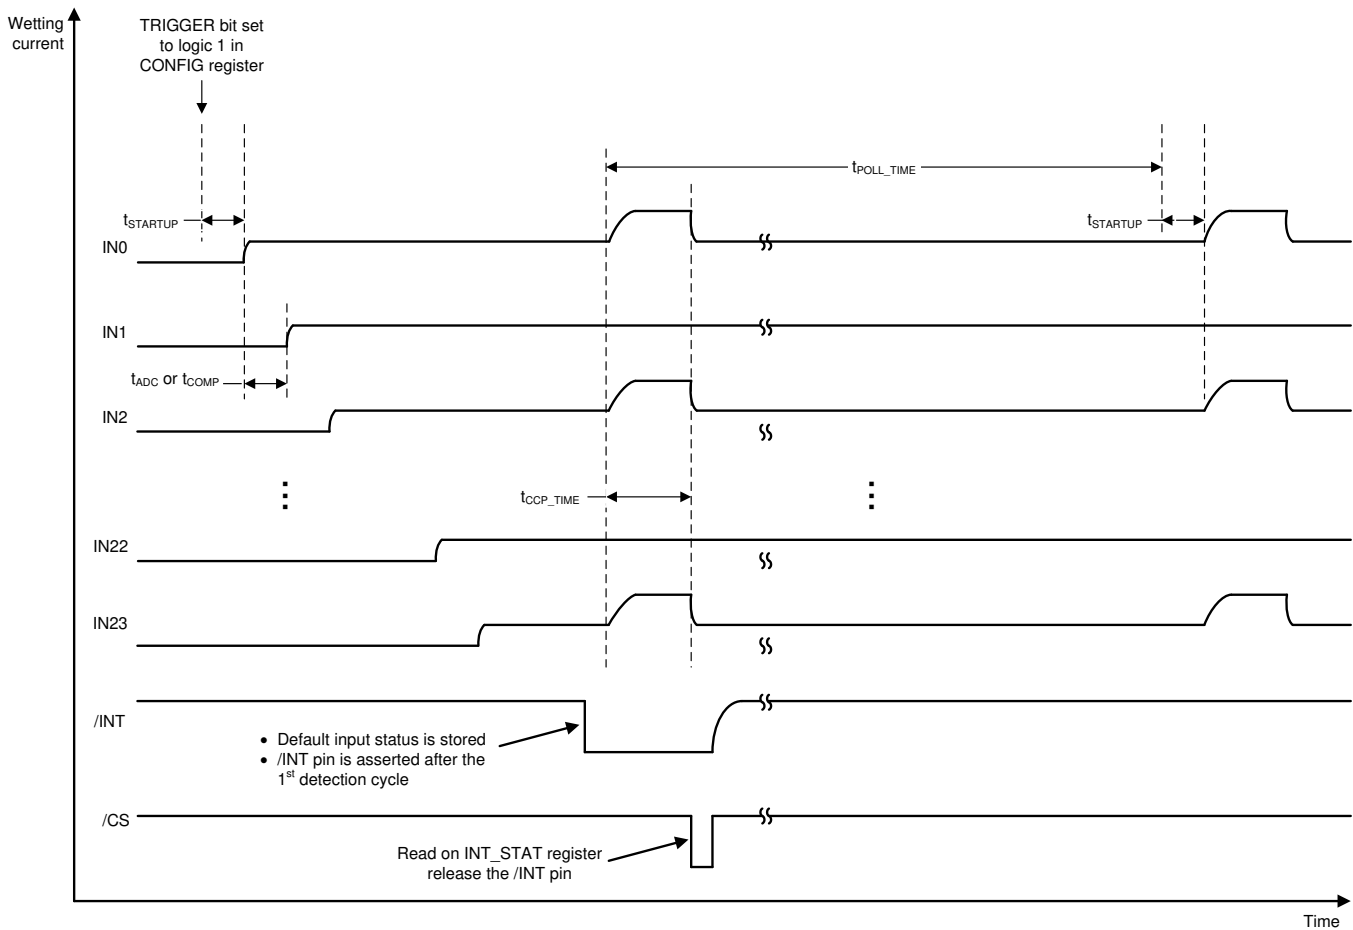 Wetting
current
TRIGGER bit set
to logic 1 in
CONFIG register
tPOLL_TIME
tSTARTUP
tSTARTUP
IN0
IN1
tADC or tCOMP
IN2
tCCP_TIME
IN22
IN23
/INT
• Default input status is stored
• /INT pin is asserted after the
1st detection cycle
/CS
Read on INT_STAT register
release the /INT pin
Time